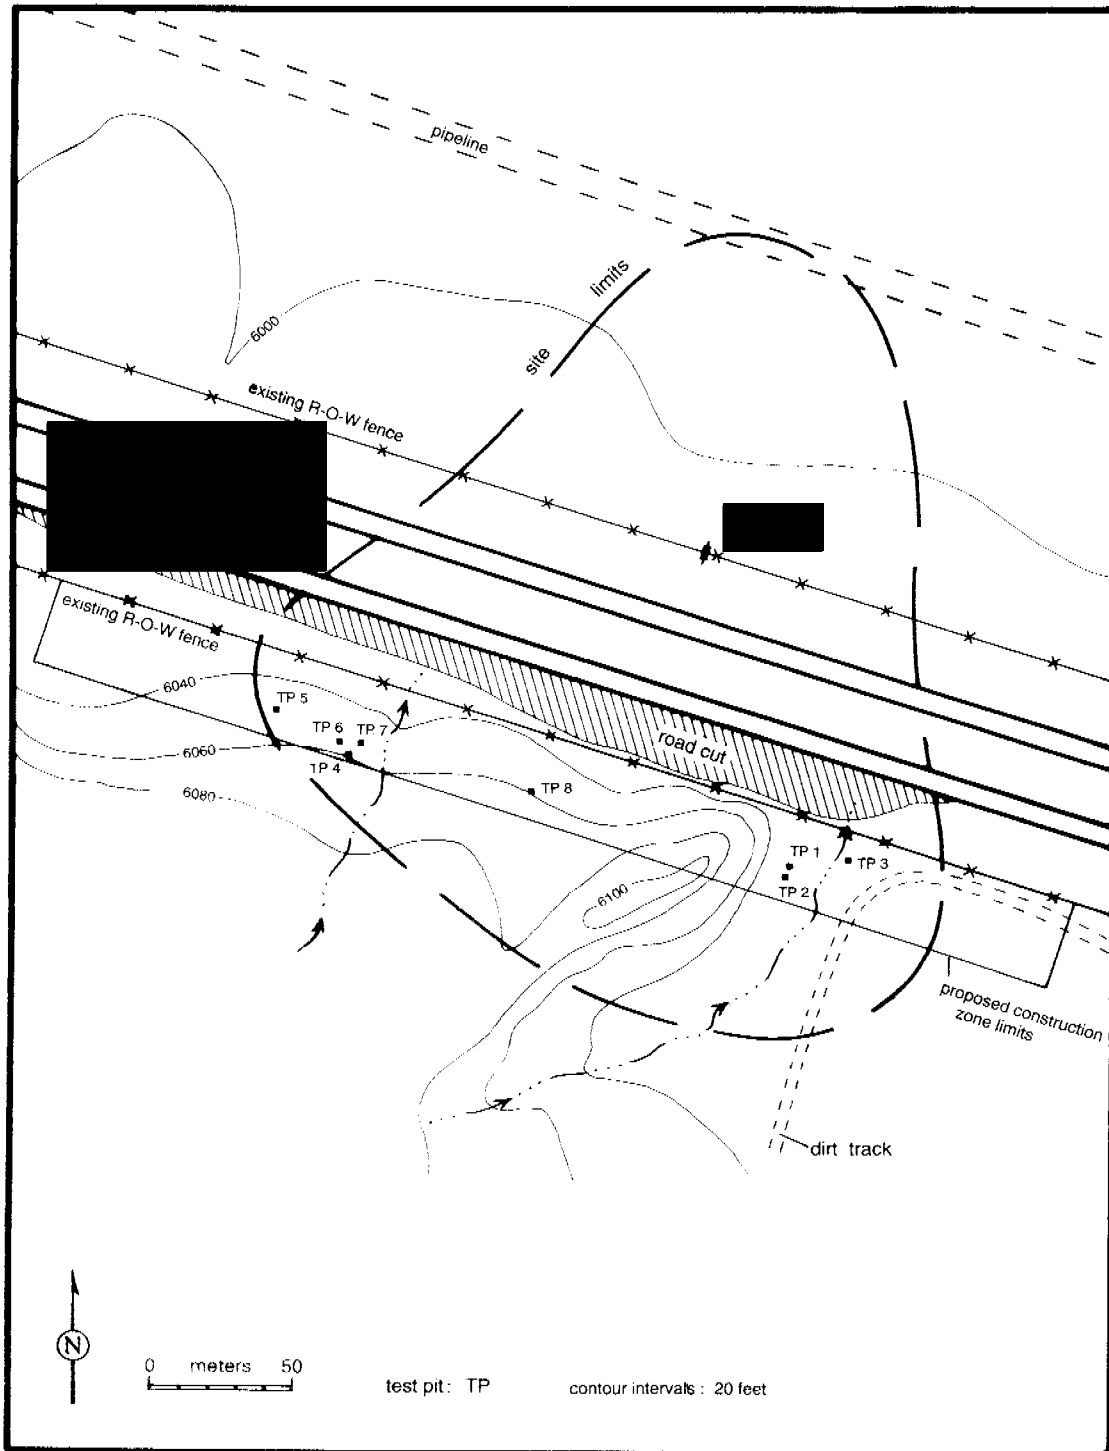 pipeline
site limits
6000
existing R-O-W fence
existing R-O-W fence
6040
TP 5
TP 6
TP 7
6060
TP 4
road cut
TP 8
6080
TP 1
TP 3
TP 2
6100
proposed construction
zone limits
dirt track
N
0 meters 50
test pit: TP
contour intervals : 20 feet